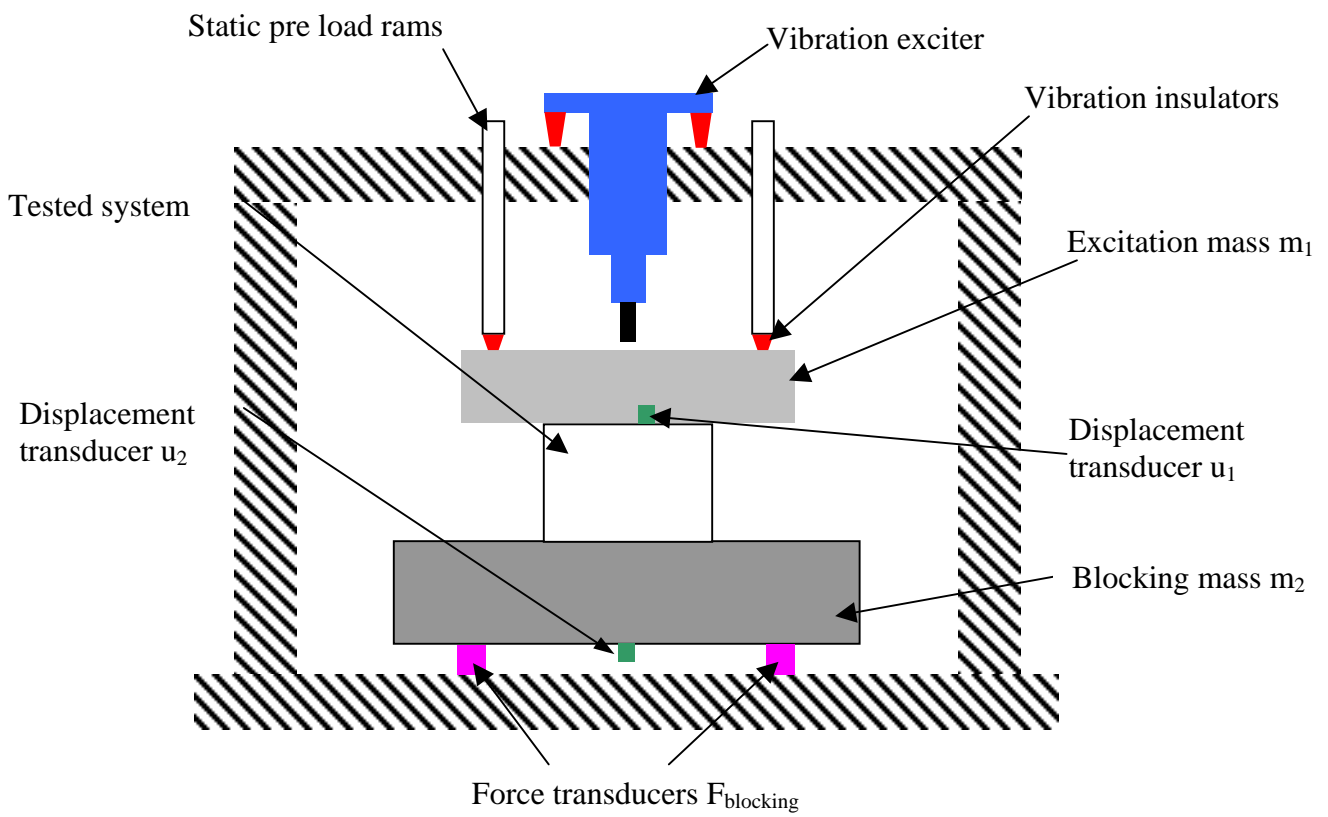 Static pre load rams
Vibration exciter
Vibration insulators
Tested system
Excitation mass m₁
Displacement
transducer u₂
Displacement
transducer u₁
Blocking mass m₂
Force transducers F_blocking